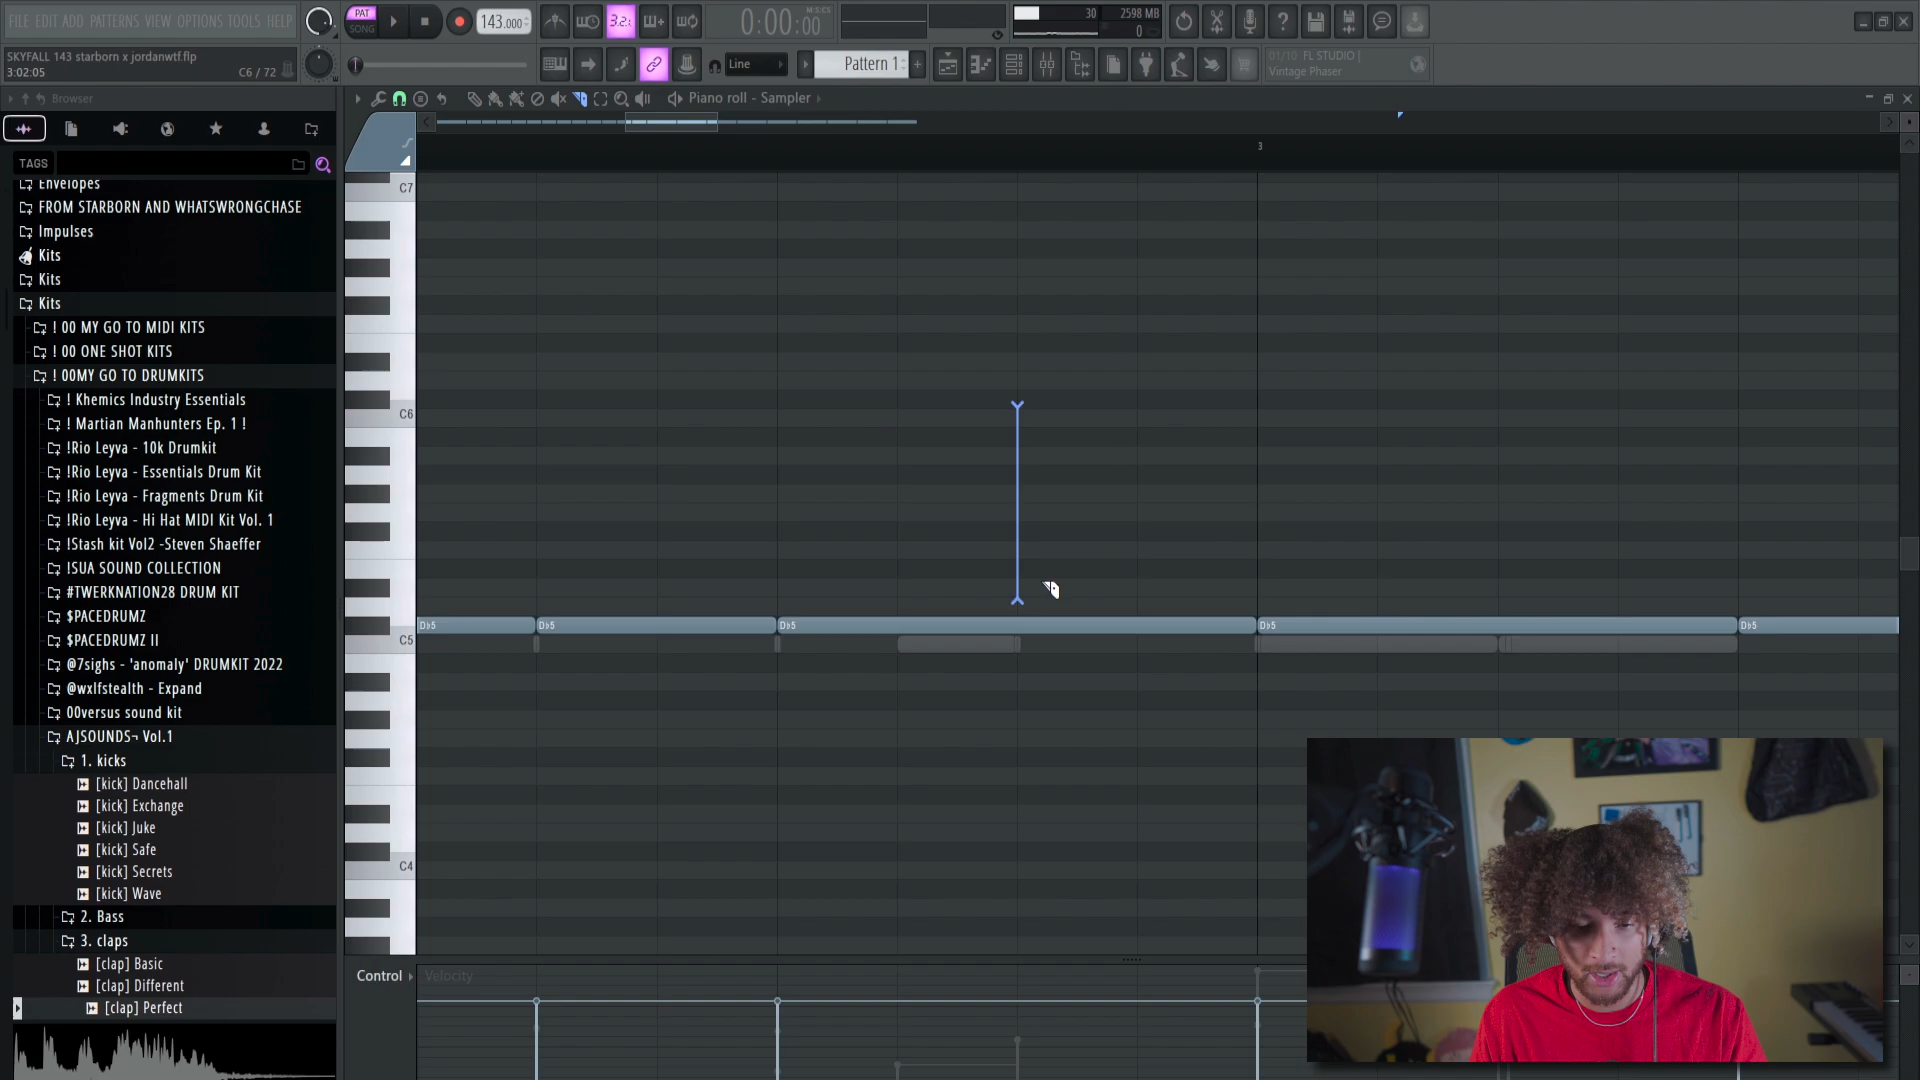 FILE EDIT ADD PATTERNS VIEW OPTIONS TOOLS HELP
PAT
SONG
143.000
3.2
0:00:00
M:S:CS
30
2598 MB
0
SKYFALL 143 starborn x jordanwtf.flp
3:02:05
C6 / 72
Line
Pattern 1
01/10 FL STUDIO |
Vintage Phaser
Browser
Piano roll - Sampler
TAGS
3
Envelopes
FROM STARBORN AND WHATSWRONGCHASE
Impulses
Kits
Kits
Kits
! 00 MY GO TO MIDI KITS
! 00 ONE SHOT KITS
! 00MY GO TO DRUMKITS
! Khemics Industry Essentials
! Martian Manhunters Ep. 1 !
!Rio Leyva - 10k Drumkit
!Rio Leyva - Essentials Drum Kit
!Rio Leyva - Fragments Drum Kit
!Rio Leyva - Hi Hat MIDI Kit Vol. 1
!Stash kit Vol2 -Steven Shaeffer
!SUA SOUND COLLECTION
#TWERKNATION28 DRUM KIT
$PACEDRUMZ
$PACEDRUMZ II
@7sighs - 'anomaly' DRUMKIT 2022
@wxlfstealth - Expand
00versus sound kit
AJSOUNDS¬ Vol.1
1. kicks
[kick] Dancehall
[kick] Exchange
[kick] Juke
[kick] Safe
[kick] Secrets
[kick] Wave
2. Bass
3. claps
[clap] Basic
[clap] Different
[clap] Perfect
C7
C6
C5
C4
D♭5
D♭5
D♭5
D♭5
D♭5
Control
Velocity